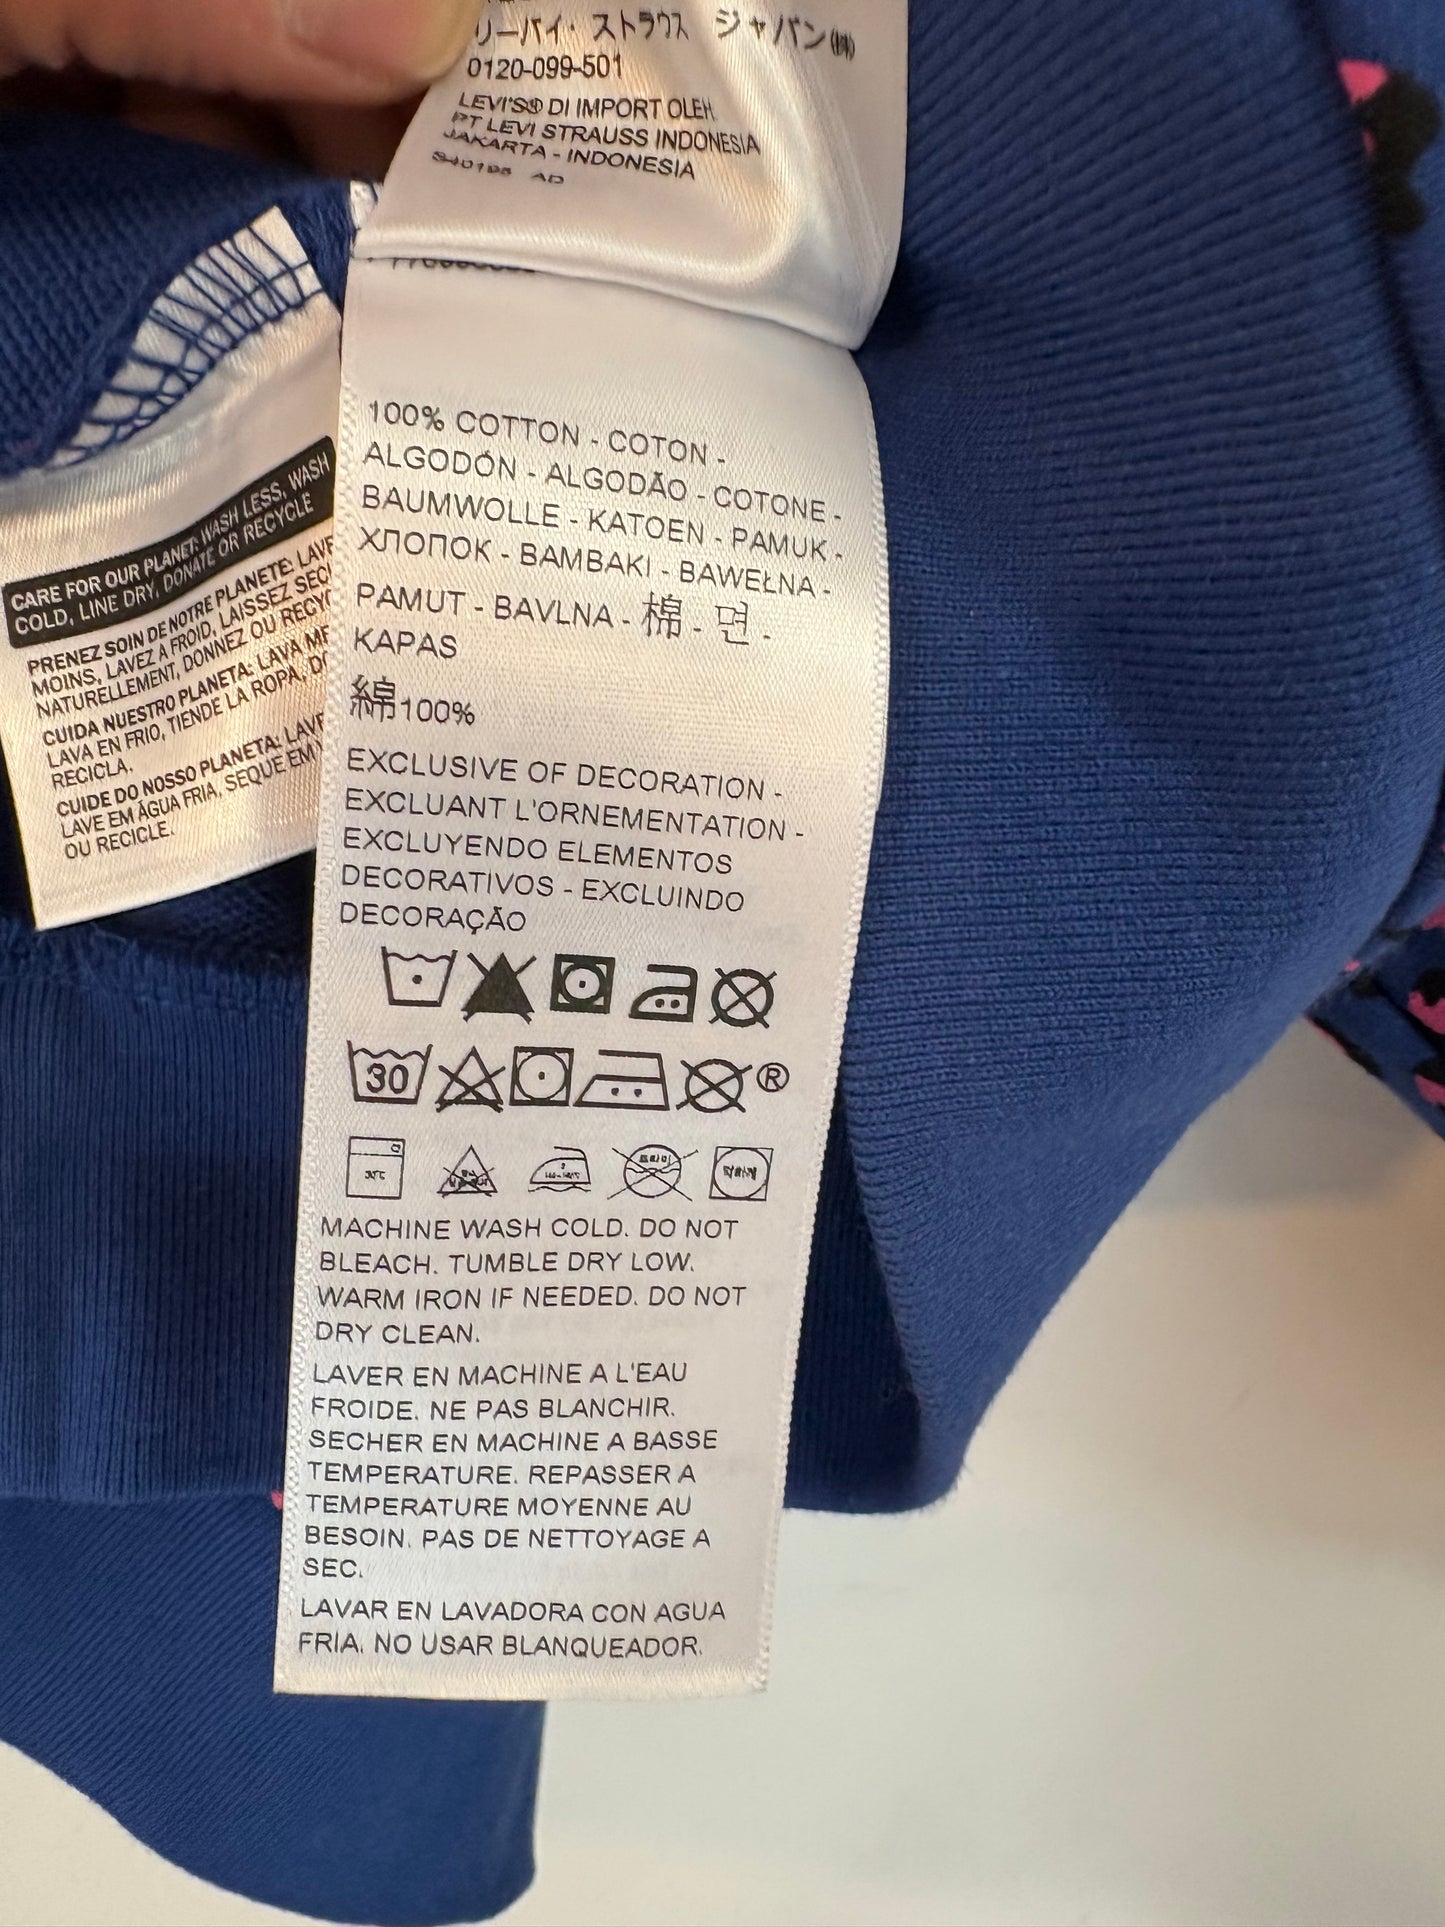 リーバイ・ストラウス ジャパン㈱
0120-099-501
LEVI'S® DI IMPORT OLEH
PT LEVI STRAUSS INDONESIA
JAKARTA - INDONESIA
100% COTTON - COTON -
ALGODÓN - ALGODÃO - COTONE -
BAUMWOLLE - KATOEN - PAMUK -
ХЛОПОК - BAMBAKI - BAWEŁNA -
PAMUT - BAVLNA - 棉 - 면 -
KAPAS
綿100%
EXCLUSIVE OF DECORATION -
EXCLUANT L'ORNEMENTATION -
EXCLUYENDO ELEMENTOS
DECORATIVOS - EXCLUINDO
DECORAÇÃO
30
®
MACHINE WASH COLD. DO NOT
BLEACH. TUMBLE DRY LOW.
WARM IRON IF NEEDED. DO NOT
DRY CLEAN.
LAVER EN MACHINE A L'EAU
FROIDE. NE PAS BLANCHIR.
SECHER EN MACHINE A BASSE
TEMPERATURE. REPASSER A
TEMPERATURE MOYENNE AU
BESOIN. PAS DE NETTOYAGE A
SEC.
LAVAR EN LAVADORA CON AGUA
FRIA. NO USAR BLANQUEADOR.
CARE FOR OUR PLANET: WASH LESS, WASH
COLD, LINE DRY, DONATE OR RECYCLE
PRENEZ SOIN DE NOTRE PLANETE: LAVE
MOINS, LAVEZ A FROID, LAISSEZ SEC
NATURELLEMENT, DONNEZ OU RECY
CUIDA NUESTRO PLANETA: LAVA ME
LAVA EN FRIO, TIENDE LA ROPA, D
RECICLA.
CUIDE DO NOSSO PLANETA: LAVE
LAVE EM ÁGUA FRIA, SEQUE EM
OU RECICLE.